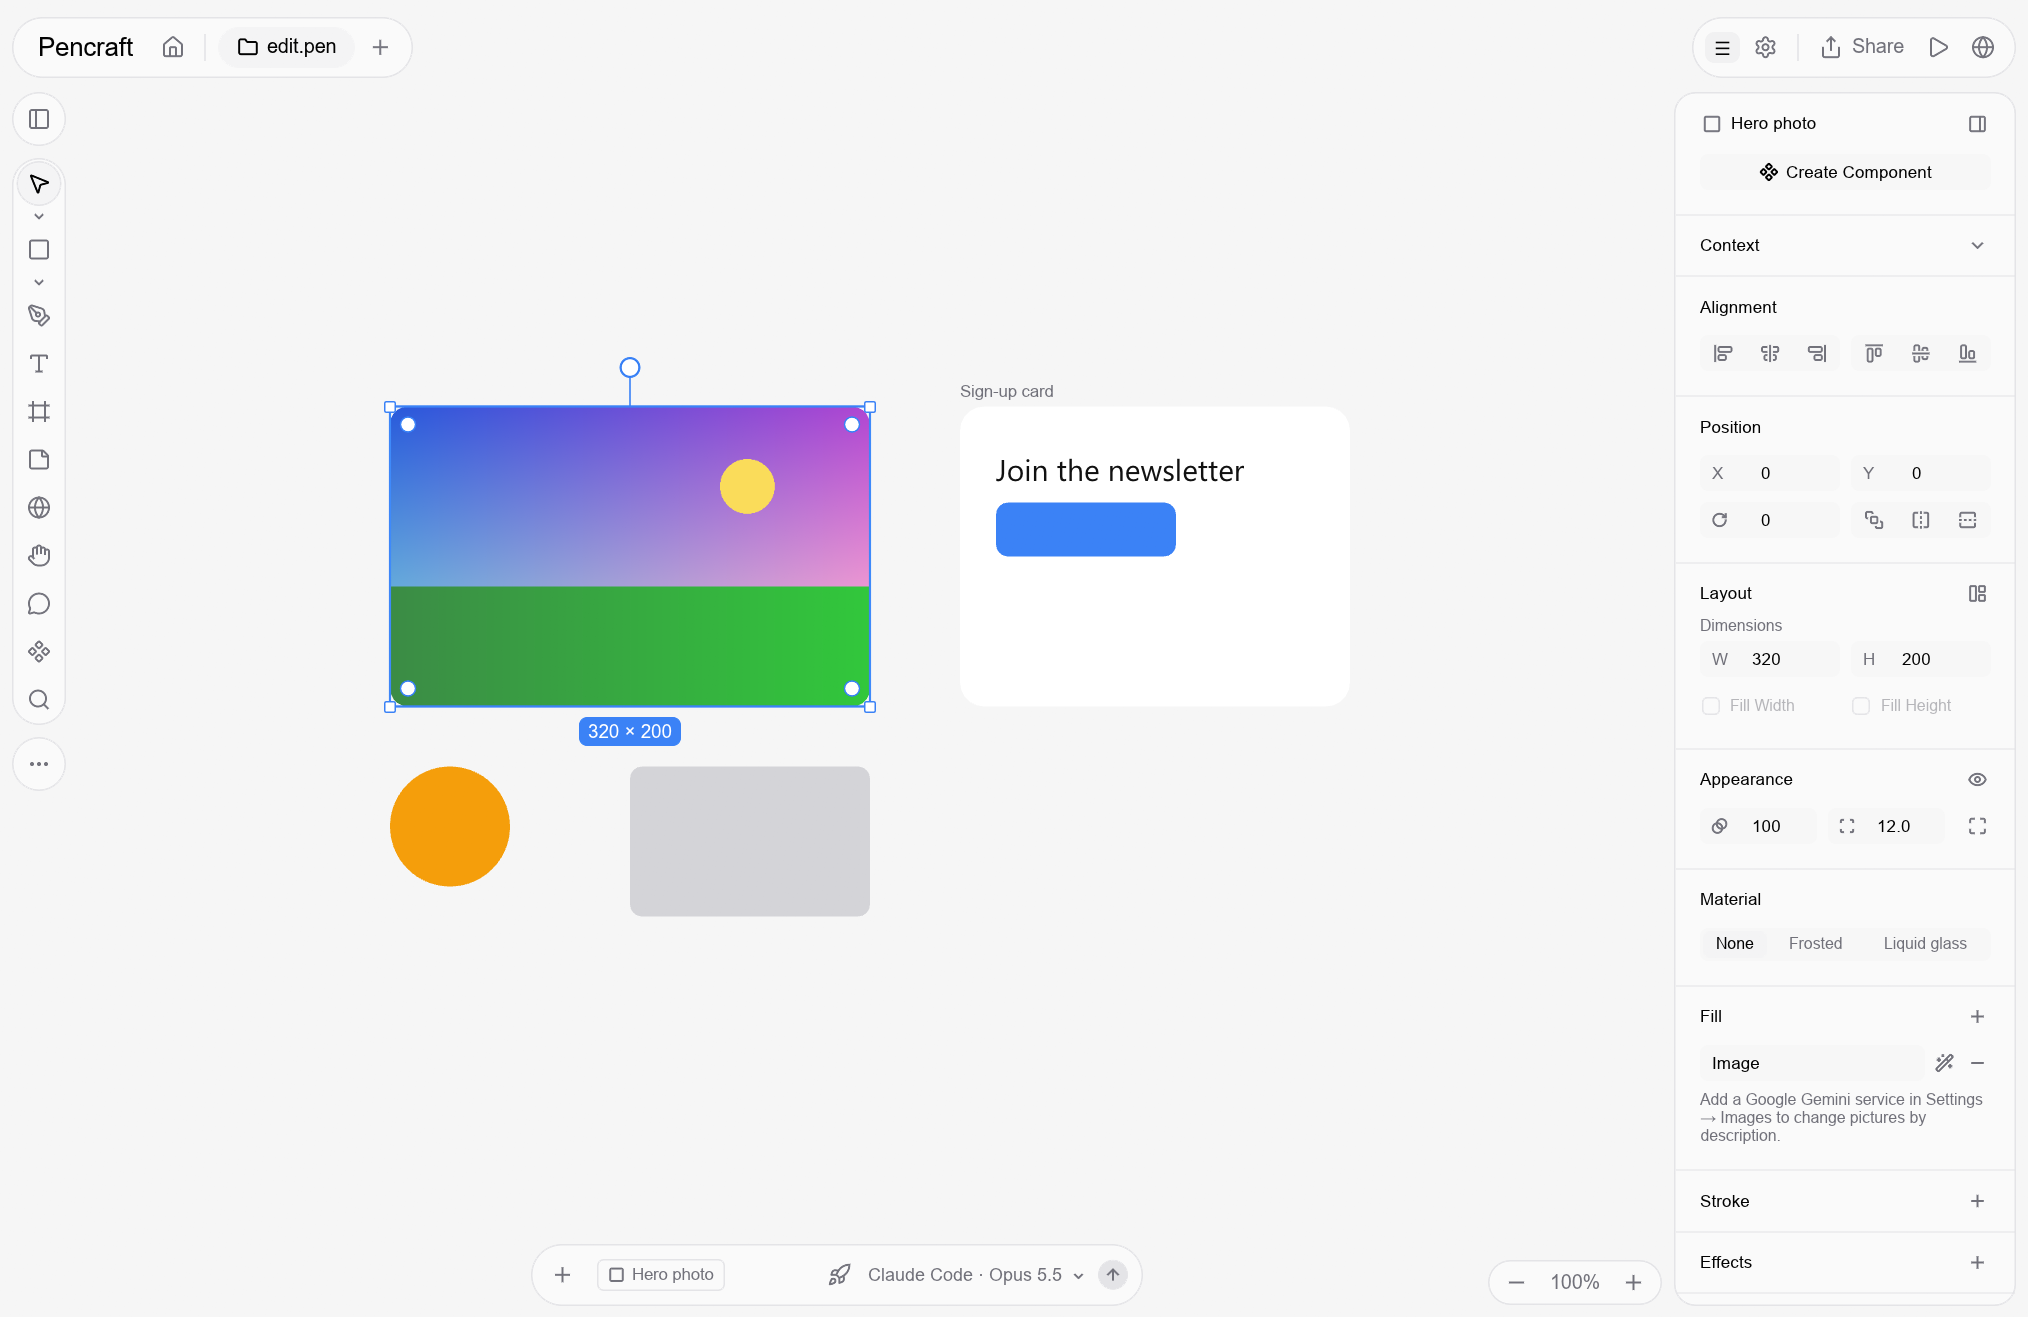 Pencraft
edit.pen
Share
Hero photo
Create Component
Context
Alignment
Position
X 0 Y 0
0
Layout
Dimensions
W 320 H 200
Fill Width Fill Height
Appearance
100 12.0
Material
None Frosted Liquid glass
Fill
Image
Add a Google Gemini service in Settings
→ Images to change pictures by
description.
Stroke
Effects
Sign-up card
Join the newsletter
320 × 200
Hero photo Claude Code · Opus 5.5
100%